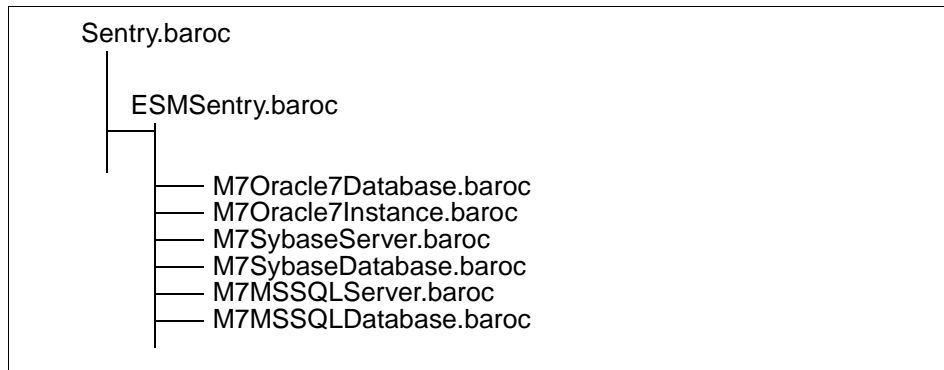 Sentry.baroc
ESMSentry.baroc
M7Oracle7Database.baroc
M7Oracle7Instance.baroc
M7SybaseServer.baroc
M7SybaseDatabase.baroc
M7MSSQLServer.baroc
M7MSSQLDatabase.baroc